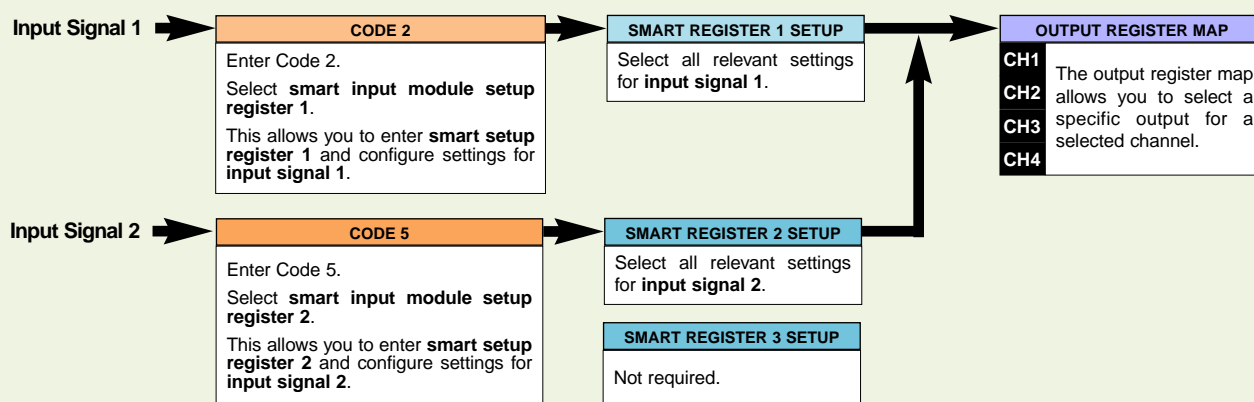 Input Signal 1
CODE 2
Enter Code 2.
Select smart input module setup
register 1.
This allows you to enter smart setup
register 1 and configure settings for
input signal 1.
SMART REGISTER 1 SETUP
Select all relevant settings
for input signal 1.
OUTPUT REGISTER MAP
CH1
CH2
CH3
CH4
The output register map
allows you to select a
specific output for a
selected channel.
Input Signal 2
CODE 5
Enter Code 5.
Select smart input module setup
register 2.
This allows you to enter smart setup
register 2 and configure settings for
input signal 2.
SMART REGISTER 2 SETUP
Select all relevant settings
for input signal 2.
SMART REGISTER 3 SETUP
Not required.